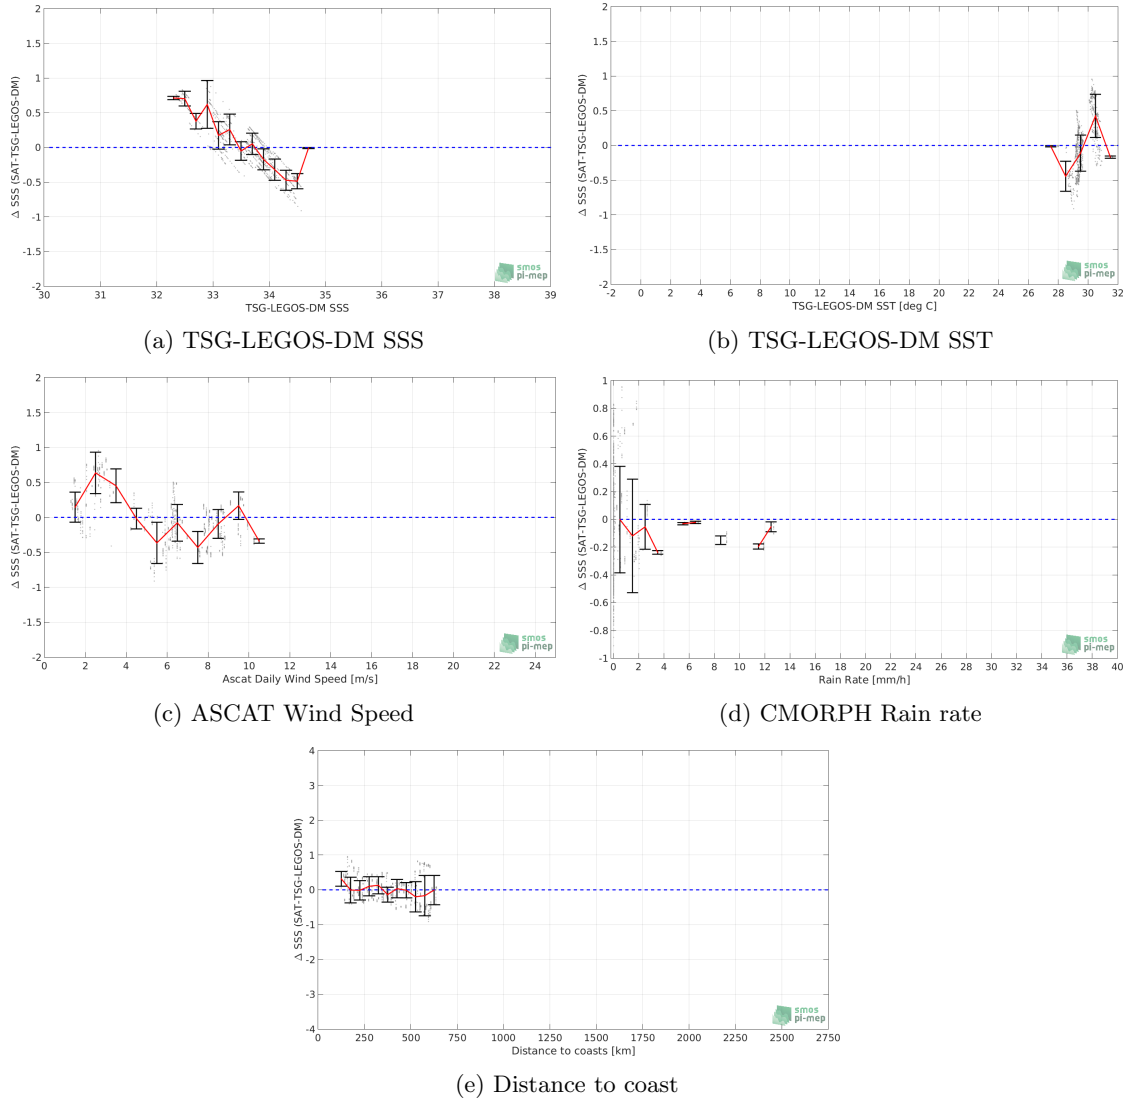 2
1.5
1
0.5
0
-0.5
-1
-1.5
-2
Δ SSS (SAT-TSG-LEGOS-DM)
30 31 32 33 34 35 36 37 38 39
TSG-LEGOS-DM SSS
smos
pi-mep
(a) TSG-LEGOS-DM SSS
2
1.5
1
0.5
0
-0.5
-1
-1.5
-2
Δ SSS (SAT-TSG-LEGOS-DM)
-2 0 2 4 6 8 10 12 14 16 18 20 22 24 26 28 30 32
TSG-LEGOS-DM SST [deg C]
smos
pi-mep
(b) TSG-LEGOS-DM SST
2
1.5
1
0.5
0
-0.5
-1
-1.5
-2
Δ SSS (SAT-TSG-LEGOS-DM)
0 2 4 6 8 10 12 14 16 18 20 22 24
Ascat Daily Wind Speed [m/s]
smos
pi-mep
(c) ASCAT Wind Speed
1
0.8
0.6
0.4
0.2
0
-0.2
-0.4
-0.6
-0.8
-1
Δ SSS (SAT-TSG-LEGOS-DM)
0 2 4 6 8 10 12 14 16 18 20 22 24 26 28 30 32 34 36 38 40
Rain Rate [mm/h]
smos
pi-mep
(d) CMORPH Rain rate
4
3
2
1
0
-1
-2
-3
-4
Δ SSS (SAT-TSG-LEGOS-DM)
0 250 500 750 1000 1250 1500 1750 2000 2250 2500 2750
Distance to coasts [km]
smos
pi-mep
(e) Distance to coast